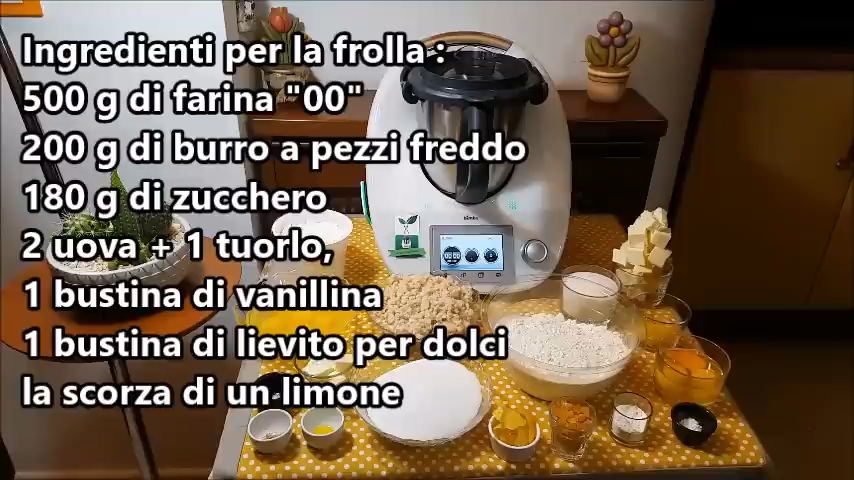 Ingredienti per la frolla :
500 g di farina "00"
200 g di burro a pezzi freddo
180 g di zucchero
2 uova + 1 tuorlo,
1 bustina di vanillina
1 bustina di lievito per dolci
la scorza di un limone